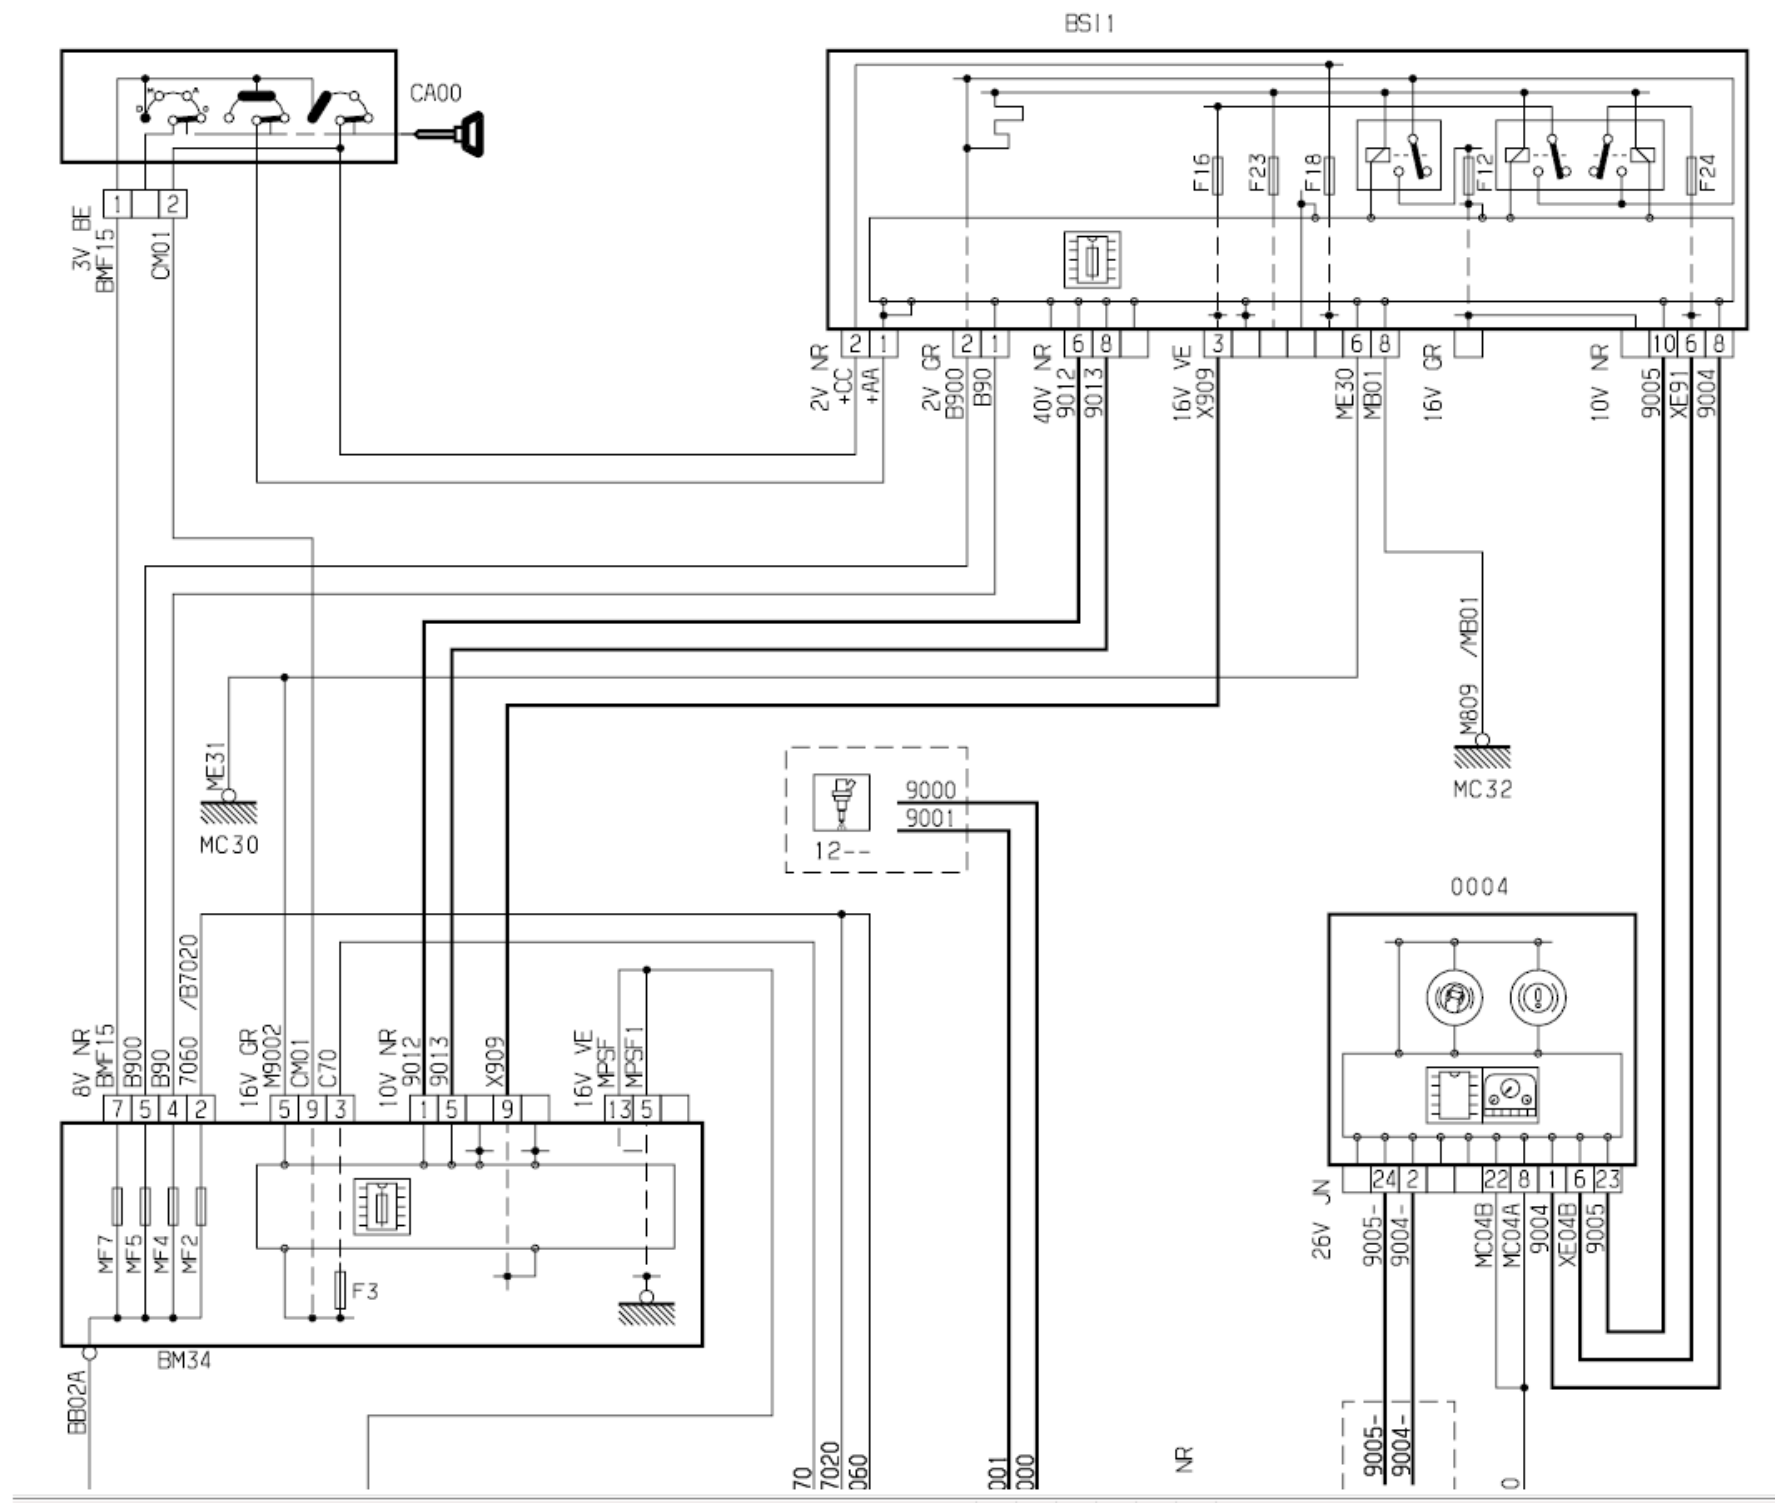 BSI1
CA00
F16
F23
F18
F12
F24
1
2
3V BE
BMF15
CM01
2
1
2
1
6
8
3
6
8
10
6
8
2V NR
+CC
+AA
2V GR
B900
B90
40V NR
9012
9013
16V VE
X909
ME30
MB01
16V GR
10V NR
9005
XE91
9004
M809 /MB01
MC32
ME31
MC30
9000
9001
12--
0004
8V NR
BMF15
B900
B90
7060 /B7020
16V GR
M9002
CM01
C70
10V NR
9012
9013
X909
16V VE
MPSF
MPSF1
7
5
4
2
5
9
3
1
5
9
13
5
MF7
MF5
MF4
MF2
F3
BM34
BB02A
24
2
22
8
1
6
23
26V JN
9005-
9004-
MC04B
MC04A
9004
XE04B
9005
9005-
9004-
70
7020
060
001
000
NR
0